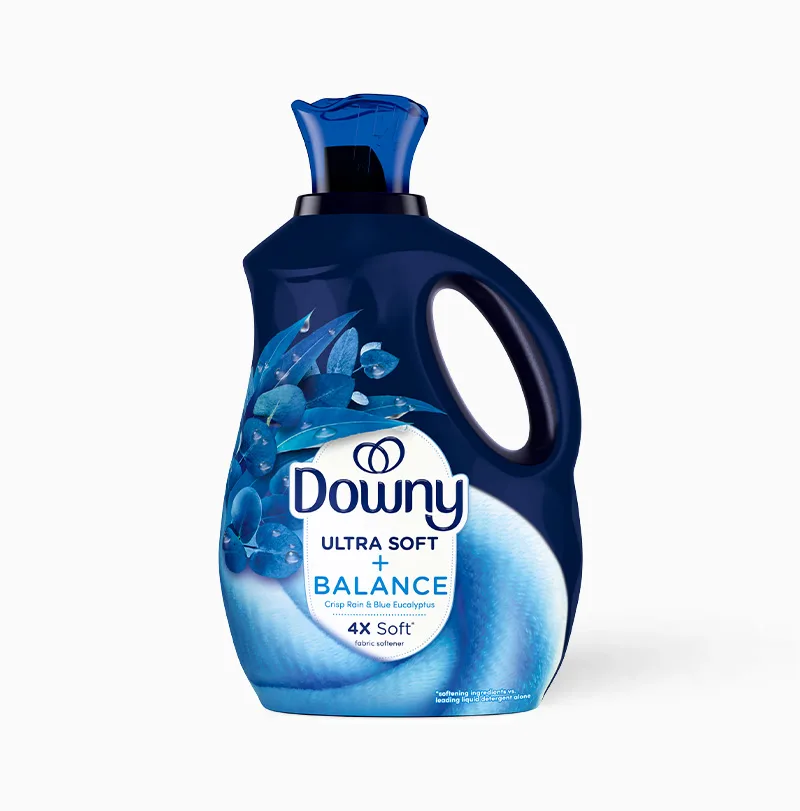 Downy
ULTRA SOFT
+
BALANCE
Crisp Rain & Blue Eucalyptus
4X Soft*
fabric softener
*softening ingredients vs.
leading liquid detergent alone